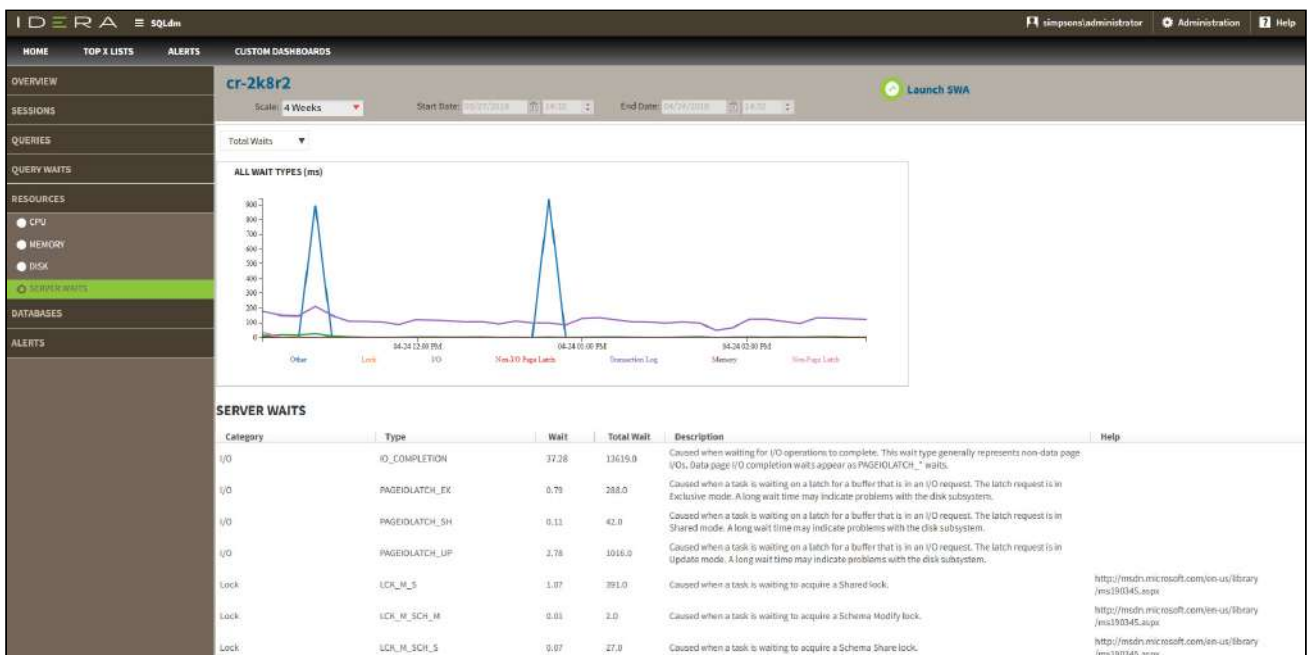 IDERA ≡ SQLdm
simpsons\administrator Administration ? Help
HOME TOP X LISTS ALERTS CUSTOM DASHBOARDS
OVERVIEW
SESSIONS
QUERIES
QUERY WAITS
RESOURCES
CPU
MEMORY
DISK
SERVER WAITS
DATABASES
ALERTS
cr-2k8r2
Launch SWA
Scale: 4 Weeks Start Date: 14:02 End Date: 14:02
Total Waits
ALL WAIT TYPES (ms)
900
800
700
600
500
400
300
200
100
0
04-24 12:00 PM 04-24 01:00 PM 04-24 02:00 PM
Other Lock I/O Non-I/O Page Latch Transaction Log Memory Non-Page Latch
SERVER WAITS
Category Type Wait Total Wait Description Help
I/O IO_COMPLETION 37.28 13619.0 Caused when waiting for I/O operations to complete. This wait type generally represents non-data page
I/Os. Data page I/O completion waits appear as PAGEIOLATCH_* waits.
I/O PAGEIOLATCH_EX 0.79 288.0 Caused when a task is waiting on a latch for a buffer that is in an I/O request. The latch request is in
Exclusive mode. A long wait time may indicate problems with the disk subsystem.
I/O PAGEIOLATCH_SH 0.11 42.0 Caused when a task is waiting on a latch for a buffer that is in an I/O request. The latch request is in
Shared mode. A long wait time may indicate problems with the disk subsystem.
I/O PAGEIOLATCH_UP 2.78 1016.0 Caused when a task is waiting on a latch for a buffer that is in an I/O request. The latch request is in
Update mode. A long wait time may indicate problems with the disk subsystem.
Lock LCK_M_S 1.07 391.0 Caused when a task is waiting to acquire a Shared lock. http://msdn.microsoft.com/en-us/library
/ms190345.aspx
Lock LCK_M_SCH_M 2.0 Caused when a task is waiting to acquire a Schema Modify lock. http://msdn.microsoft.com/en-us/library
/ms190345.aspx
Lock LCK_M_SCH_S 0.07 27.0 Caused when a task is waiting to acquire a Schema Share lock. http://msdn.microsoft.com/en-us/library
/ms190345.aspx